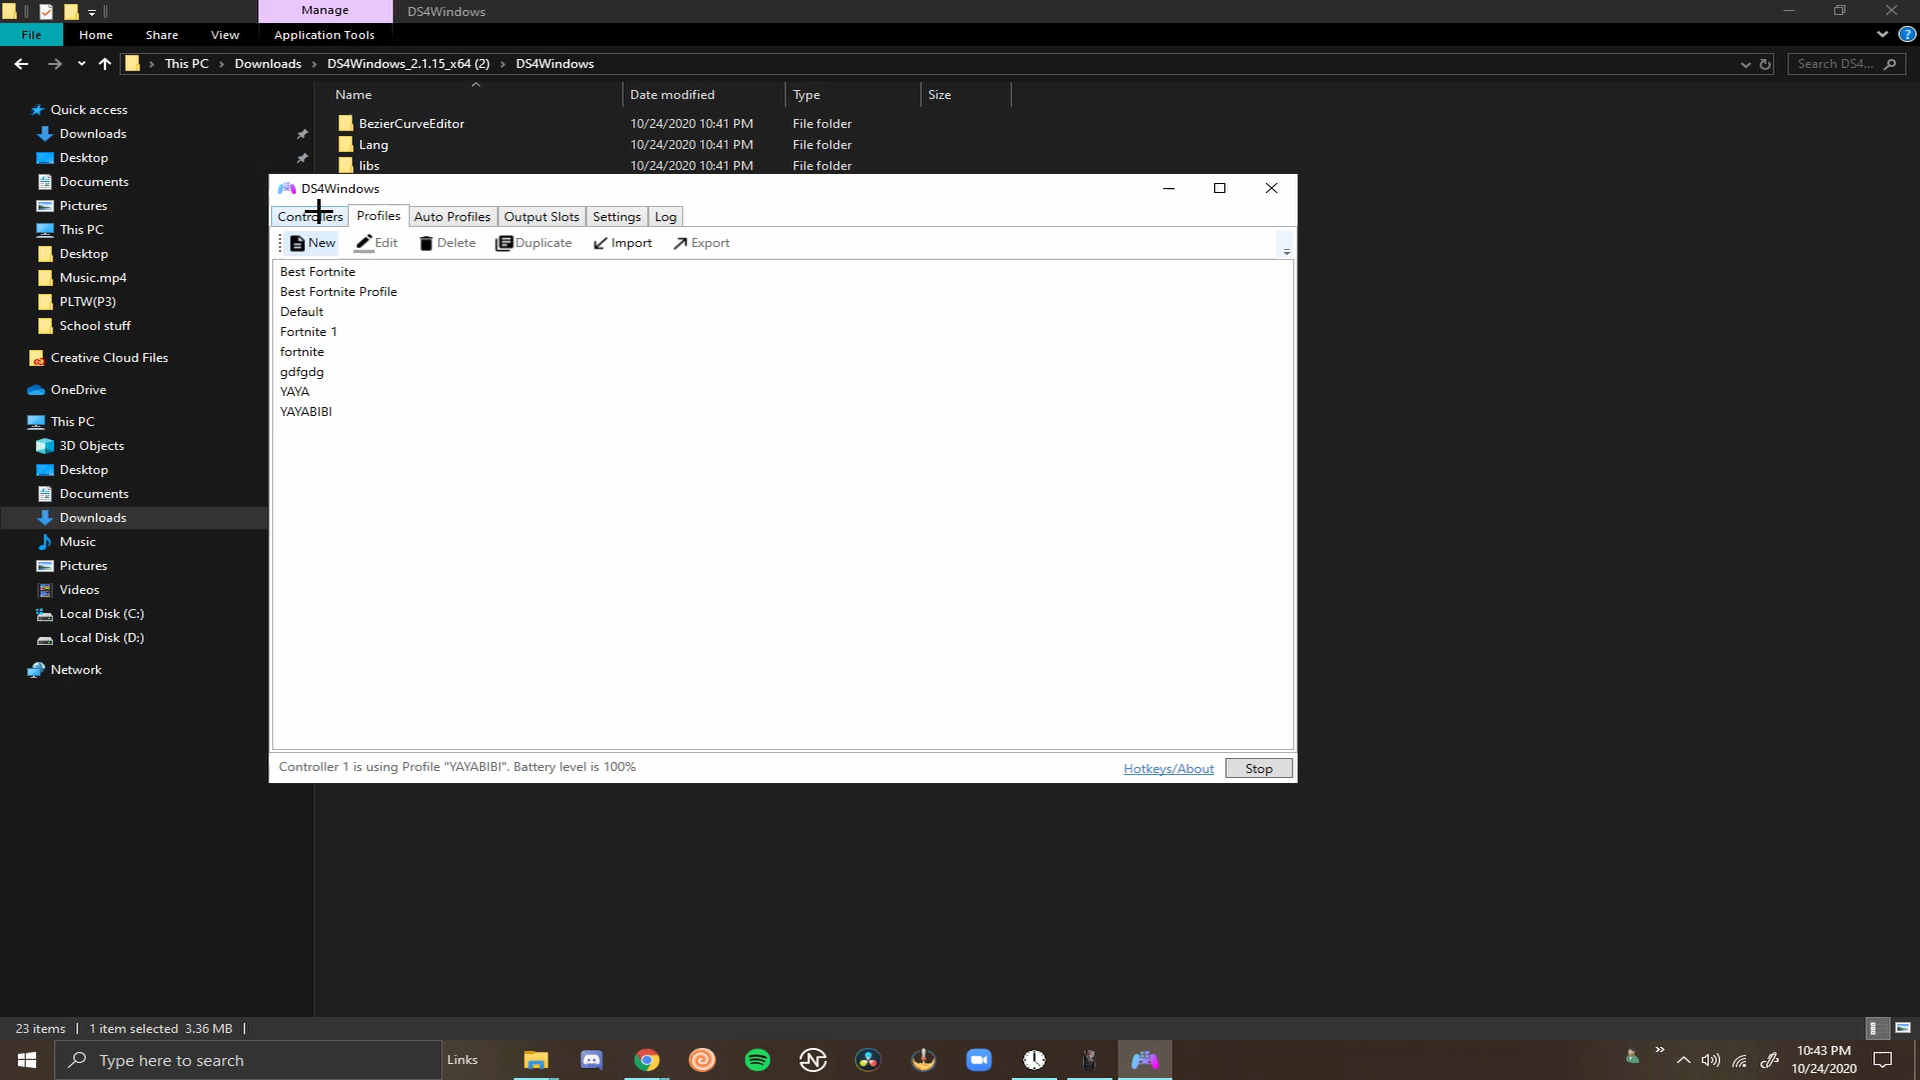 Manage
DS4Windows
File
Home
Share
View
Application Tools
This PC
Downloads
DS4Windows_2.1.15_x64 (2)
DS4Windows
Search DS4...
Name
Date modified
Type
Size
BezierCurveEditor
10/24/2020 10:41 PM
File folder
Lang
10/24/2020 10:41 PM
File folder
libs
10/24/2020 10:41 PM
File folder
Quick access
Downloads
Desktop
Documents
Pictures
This PC
Desktop
Music.mp4
PLTW(P3)
School stuff
Creative Cloud Files
OneDrive
This PC
3D Objects
Desktop
Documents
Downloads
Music
Pictures
Videos
Local Disk (C:)
Local Disk (D:)
Network
DS4Windows
Controllers
Profiles
Auto Profiles
Output Slots
Settings
Log
New
Edit
Delete
Duplicate
Import
Export
Best Fortnite
Best Fortnite Profile
Default
Fortnite 1
fortnite
gdfgdg
YAYA
YAYABIBI
Controller 1 is using Profile "YAYABIBI". Battery level is 100%
Hotkeys/About
Stop
23 items
1 item selected 3.36 MB
Type here to search
Links
10:43 PM
10/24/2020